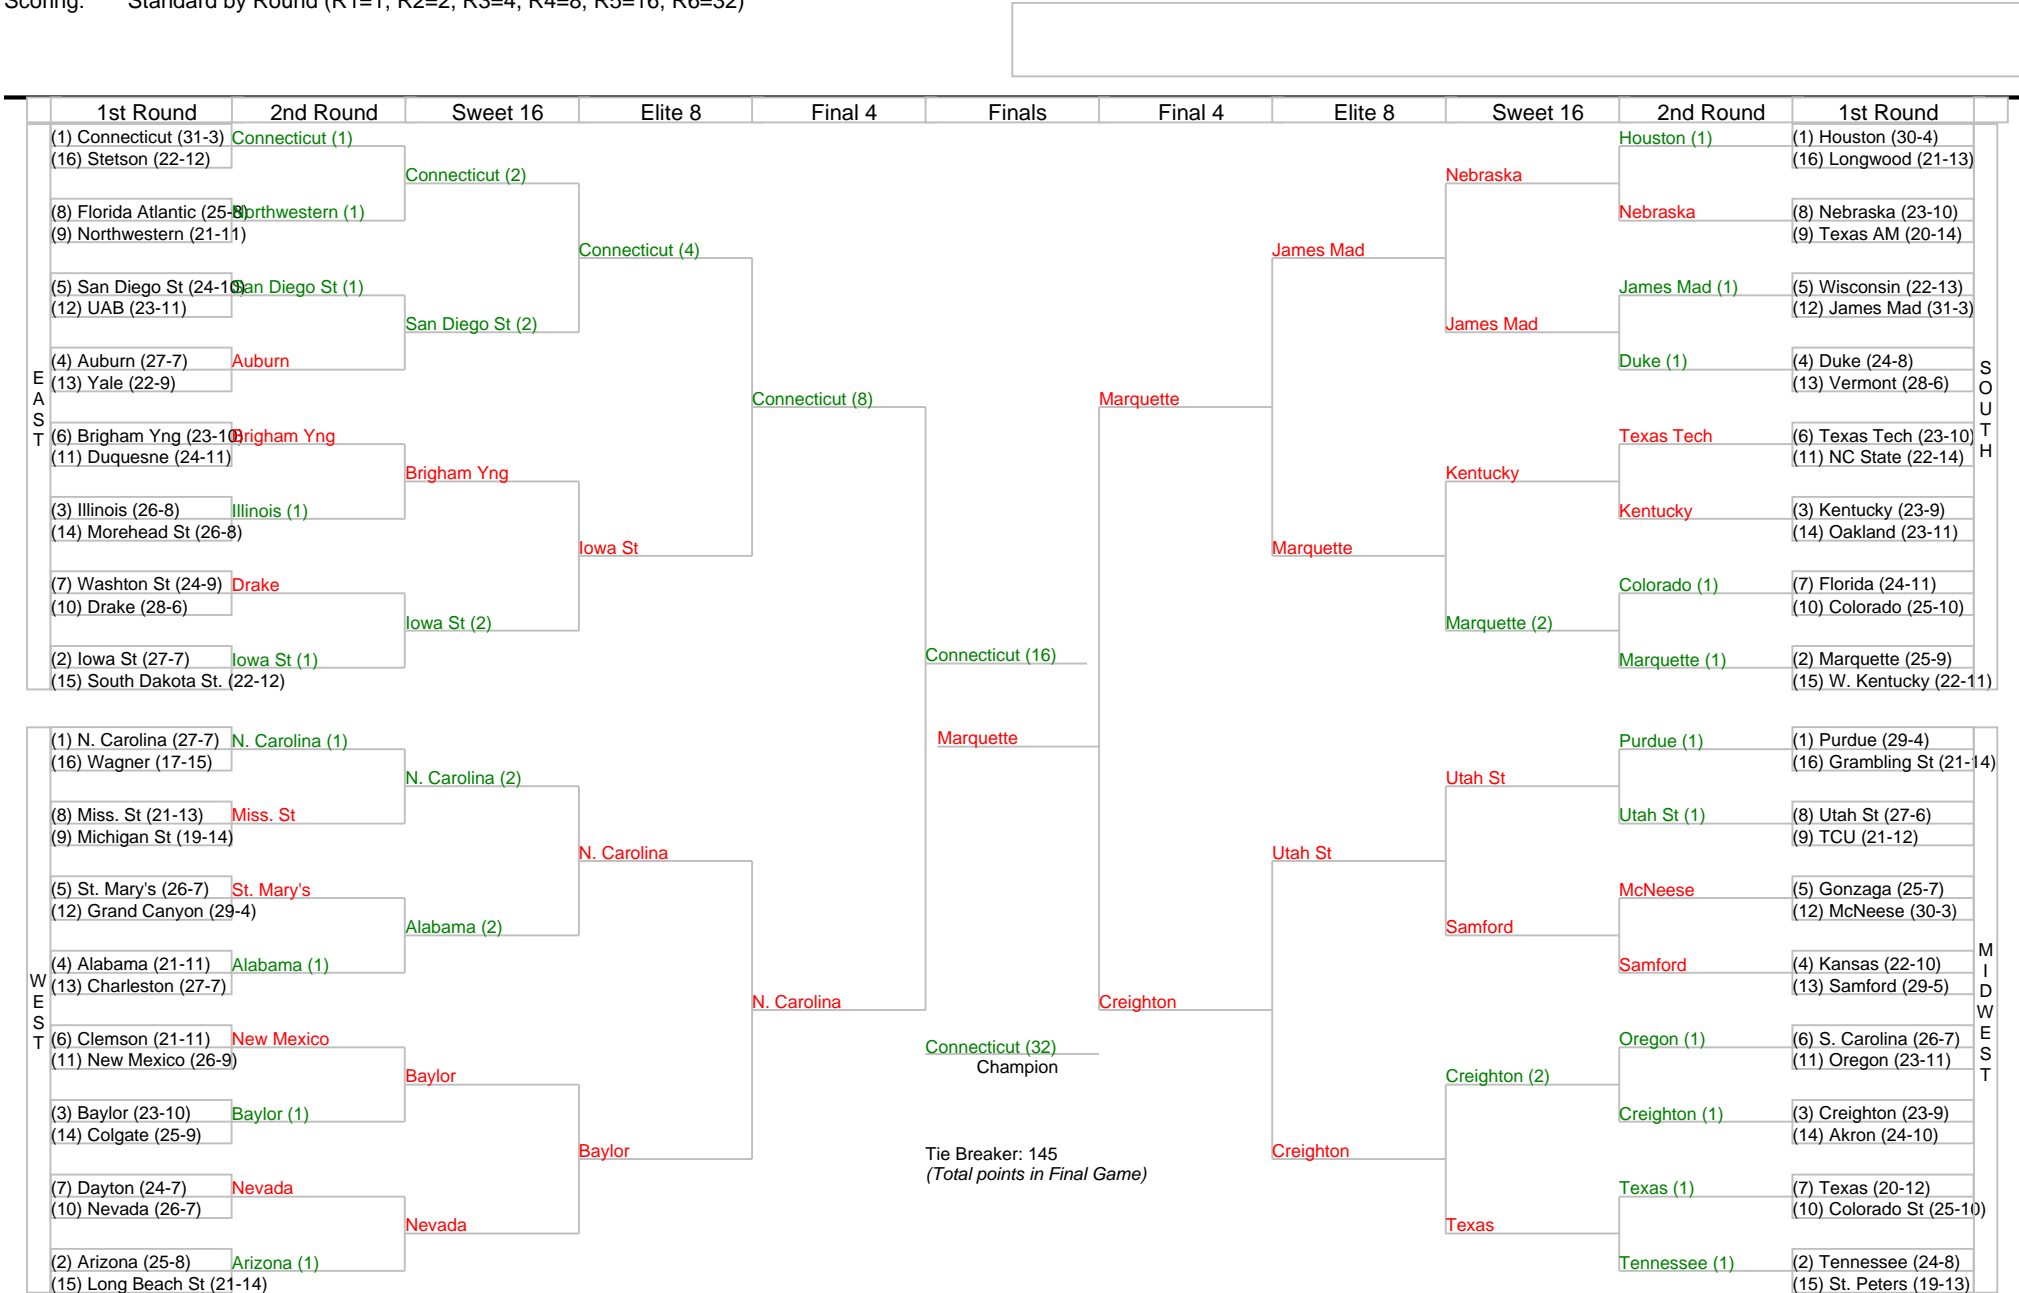 Scoring: Standard by Round (R1=1, R2=2, R3=4, R4=8, R5=16, R6=32)
1st Round 2nd Round Sweet 16 Elite 8 Final 4 Finals Final 4 Elite 8 Sweet 16 2nd Round 1st Round
EAST
(1) Connecticut (31-3)
(16) Stetson (22-12)
(8) Florida Atlantic (25-8)
(9) Northwestern (21-11)
(5) San Diego St (24-10)
(12) UAB (23-11)
(4) Auburn (27-7)
(13) Yale (22-9)
(6) Brigham Yng (23-10)
(11) Duquesne (24-11)
(3) Illinois (26-8)
(14) Morehead St (26-8)
(7) Washton St (24-9)
(10) Drake (28-6)
(2) Iowa St (27-7)
(15) South Dakota St. (22-12)
Connecticut (1)
Northwestern (1)
San Diego St (1)
Auburn
Brigham Yng
Illinois (1)
Drake
Iowa St (1)
Connecticut (2)
San Diego St (2)
Brigham Yng
Iowa St (2)
Connecticut (4)
Iowa St
Connecticut (8)
WEST
(1) N. Carolina (27-7)
(16) Wagner (17-15)
(8) Miss. St (21-13)
(9) Michigan St (19-14)
(5) St. Mary's (26-7)
(12) Grand Canyon (29-4)
(4) Alabama (21-11)
(13) Charleston (27-7)
(6) Clemson (21-11)
(11) New Mexico (26-9)
(3) Baylor (23-10)
(14) Colgate (25-9)
(7) Dayton (24-7)
(10) Nevada (26-7)
(2) Arizona (25-8)
(15) Long Beach St (21-14)
N. Carolina (1)
Miss. St
St. Mary's
Alabama (1)
New Mexico
Baylor (1)
Nevada
Arizona (1)
N. Carolina (2)
Alabama (2)
Baylor
Nevada
N. Carolina
Baylor
N. Carolina
Connecticut (16)
Marquette
Connecticut (32)
Champion
Tie Breaker: 145
(Total points in Final Game)
Marquette
James Mad
Marquette
Nebraska
James Mad
Kentucky
Marquette (2)
Houston (1)
Nebraska
James Mad (1)
Duke (1)
Texas Tech
Kentucky
Colorado (1)
Marquette (1)
(1) Houston (30-4)
(16) Longwood (21-13)
(8) Nebraska (23-10)
(9) Texas AM (20-14)
(5) Wisconsin (22-13)
(12) James Mad (31-3)
(4) Duke (24-8)
(13) Vermont (28-6)
(6) Texas Tech (23-10)
(11) NC State (22-14)
(3) Kentucky (23-9)
(14) Oakland (23-11)
(7) Florida (24-11)
(10) Colorado (25-10)
(2) Marquette (25-9)
(15) W. Kentucky (22-11)
SOUTH
Creighton
Utah St
Creighton
Utah St
Samford
Creighton (2)
Texas
Purdue (1)
Utah St (1)
McNeese
Samford
Oregon (1)
Creighton (1)
Texas (1)
Tennessee (1)
(1) Purdue (29-4)
(16) Grambling St (21-14)
(8) Utah St (27-6)
(9) TCU (21-12)
(5) Gonzaga (25-7)
(12) McNeese (30-3)
(4) Kansas (22-10)
(13) Samford (29-5)
(6) S. Carolina (26-7)
(11) Oregon (23-11)
(3) Creighton (23-9)
(14) Akron (24-10)
(7) Texas (20-12)
(10) Colorado St (25-10)
(2) Tennessee (24-8)
(15) St. Peters (19-13)
MIDWEST